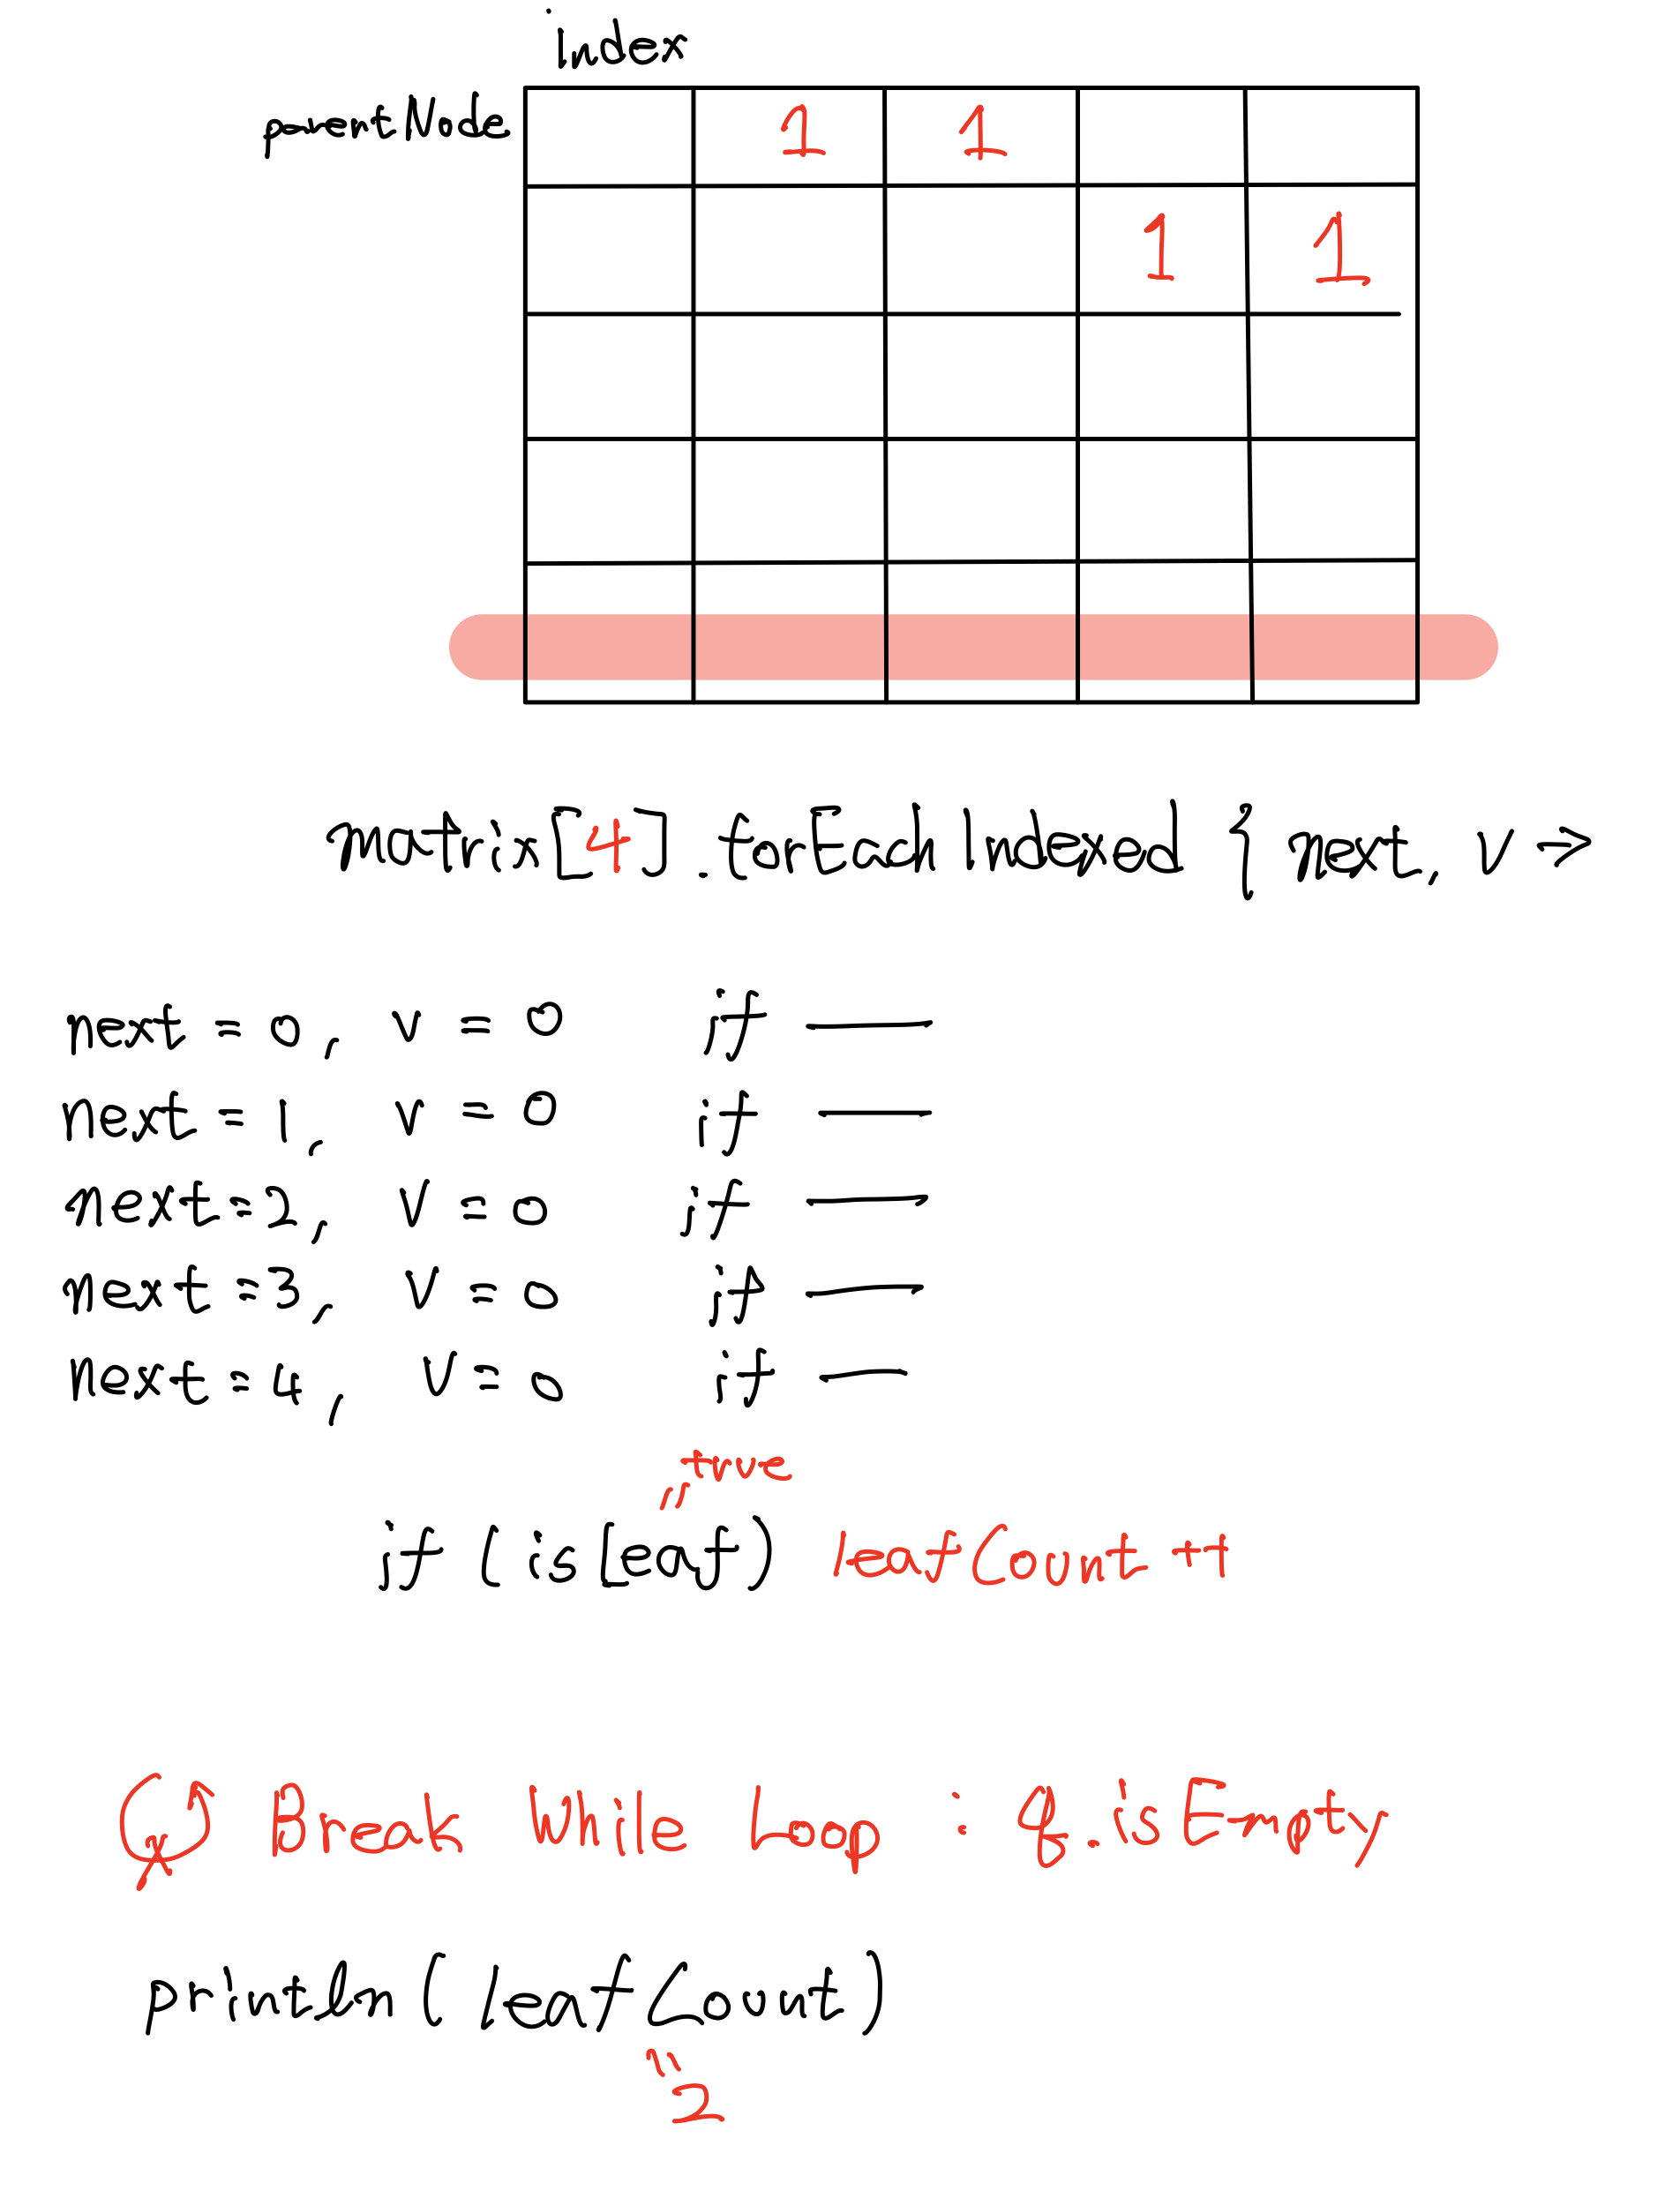 index
parentNode
1 1
1 1
matrix[4].forEachIndexed { next, v ->
next = 0, v = 0 if —
next = 1, v = 0 if —
next = 2, v = 0 if —
next = 3, v = 0 if —
next = 4, v = 0 if —
" true
if (isLeaf) leafCount ++
Break While Loop : q.isEmpty
println( leafCount )
"
2